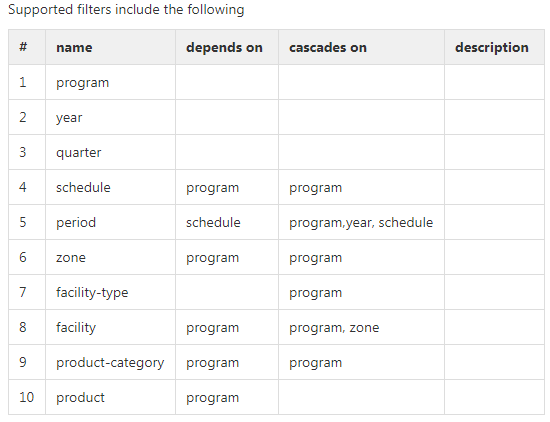 Supported filters include the following
# name depends on cascades on description
1 program
2 year
3 quarter
4 schedule program program
5 period schedule program,year, schedule
6 zone program program
7 facility-type program
8 facility program program, zone
9 product-category program program
10 product program